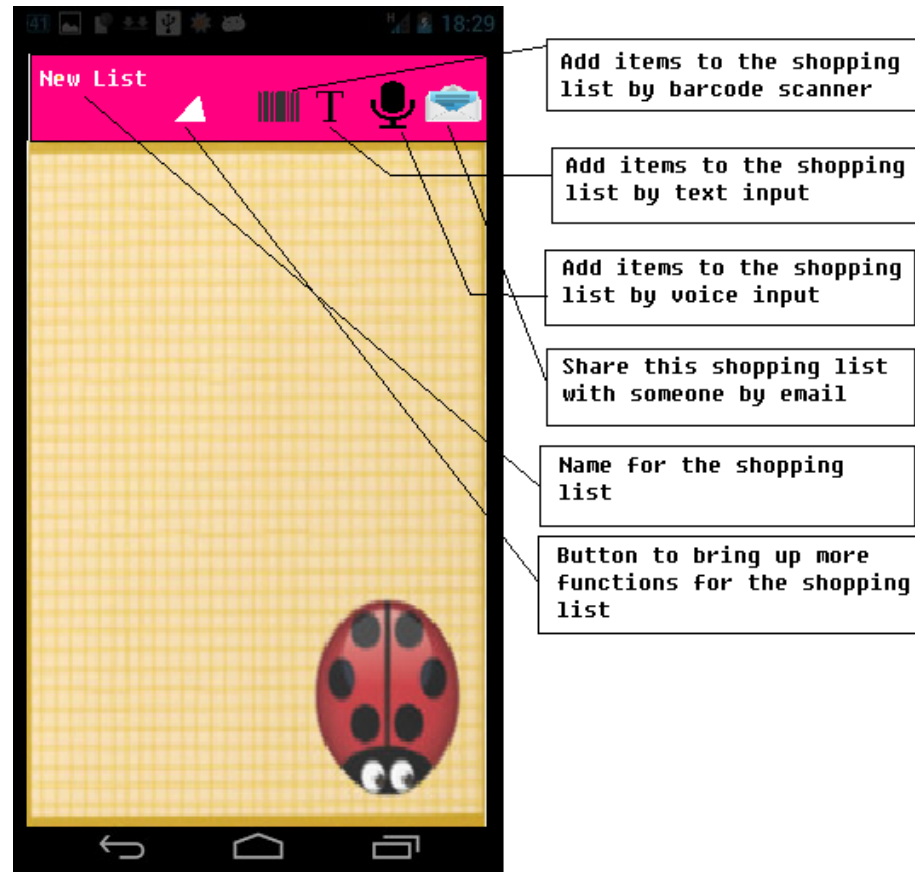 41 H 18:29
New List
T
Add items to the shopping
list by barcode scanner
Add items to the shopping
list by text input
Add items to the shopping
list by voice input
Share this shopping list
with someone by email
Name for the shopping
list
Button to bring up more
functions for the shopping
list